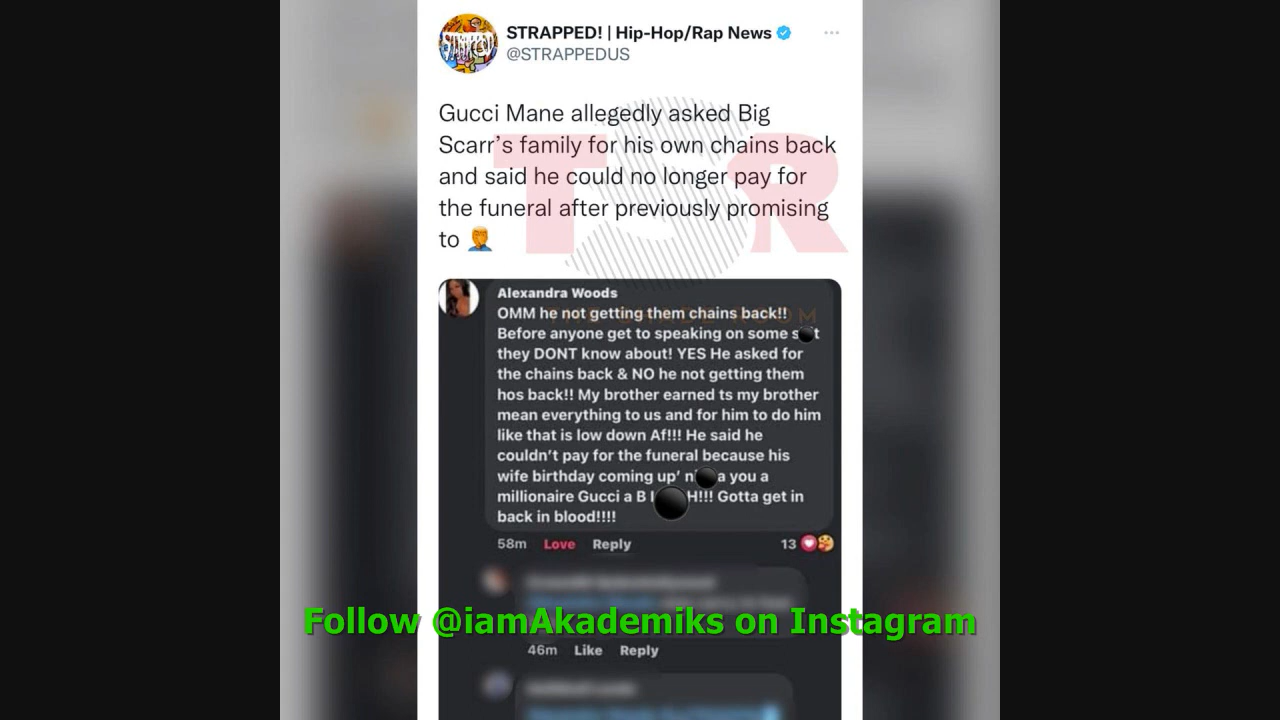 STRAPPED! | Hip-Hop/Rap News
@STRAPPEDUS
Gucci Mane allegedly asked Big
Scarr's family for his own chains back
and said he could no longer pay for
the funeral after previously promising
to
TSR
THE SHADE ROOM
Alexandra Woods
OMM he not getting them chains back!!
Before anyone get to speaking on some s t
they DONT know about! YES He asked for
the chains back & NO he not getting them
hos back!! My brother earned ts my brother
mean everything to us and for him to do him
like that is low down Af!!! He said he
couldn't pay for the funeral because his
wife birthday coming up' n a you a
millionaire Gucci a B I H!!! Gotta get in
back in blood!!!!
58m Love Reply 13
Follow @iamAkademiks on Instagram
46m Like Reply